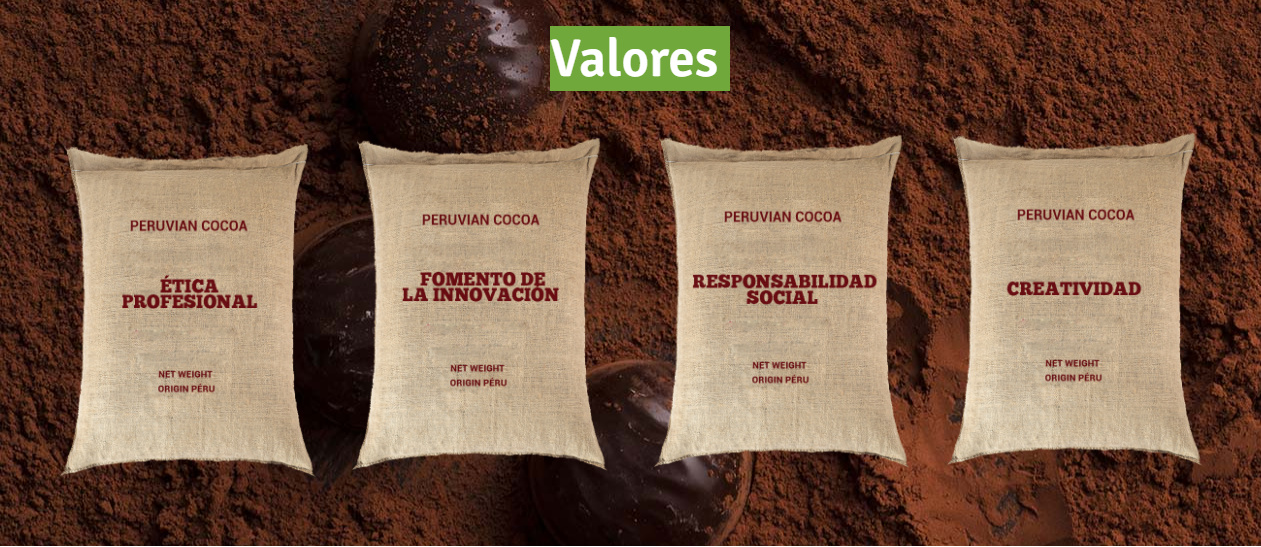 Valores
PERUVIAN COCOA
ÉTICA
PROFESIONAL
NET WEIGHT
ORIGIN PÉRU
PERUVIAN COCOA
FOMENTO DE
LA INNOVACIÓN
NET WEIGHT
ORIGIN PÉRU
PERUVIAN COCOA
RESPONSABILIDAD
SOCIAL
NET WEIGHT
ORIGIN PÉRU
PERUVIAN COCOA
CREATIVIDAD
NET WEIGHT
ORIGIN PÉRU